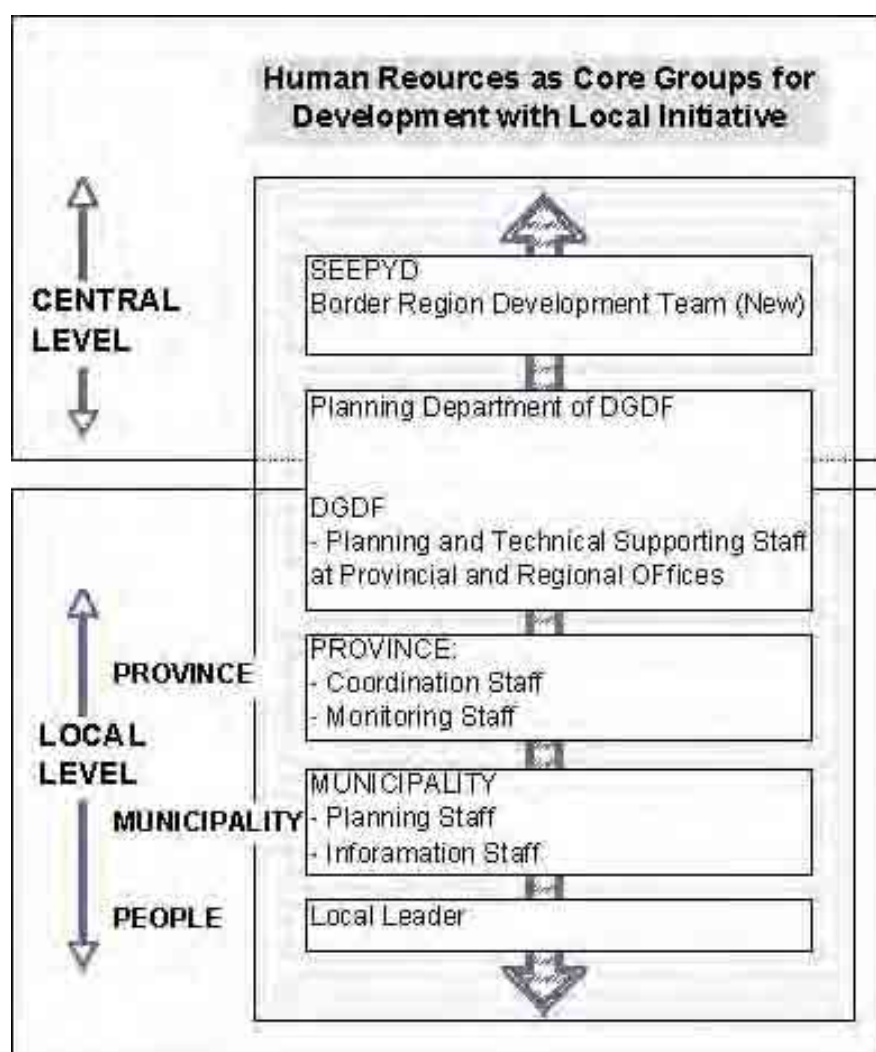 Human Reources as Core Groups for
Development with Local Initiative
CENTRAL
LEVEL
SEEPYD
Border Region Development Team (New)
Planning Department of DGDF
DGDF
- Planning and Technical Supporting Staff
at Provincial and Regional OFfices
LOCAL
LEVEL
PROVINCE
PROVINCE:
- Coordination Staff
- Monitoring Staff
MUNICIPALITY
MUNICIPALITY
- Planning Staff
- Inforamation Staff
PEOPLE
Local Leader